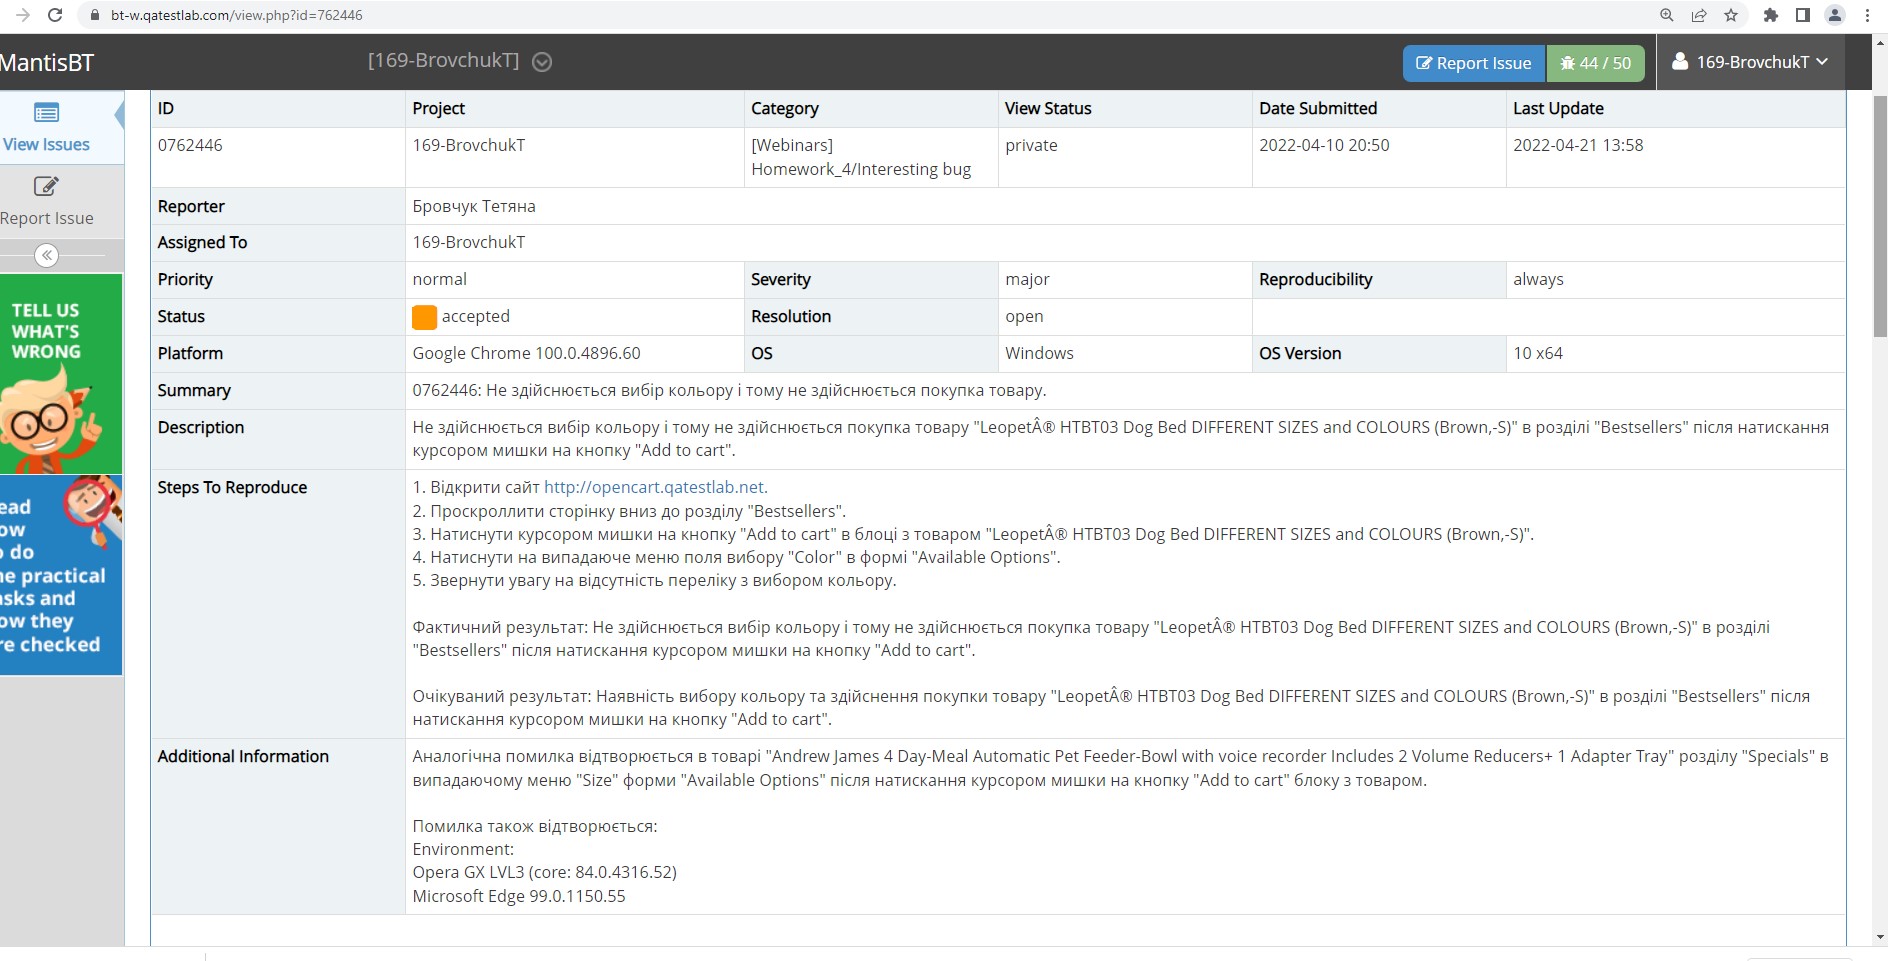 bt-w.qatestlab.com/view.php?id=762446
MantisBT
[169-BrovchukT]
Report Issue
44 / 50
169-BrovchukT
View Issues
Report Issue
TELL US
WHAT'S
WRONG
ead
ow
o do
he practical
asks and
ow they
re checked
ID Project Category View Status Date Submitted Last Update
0762446 169-BrovchukT [Webinars] private 2022-04-10 20:50 2022-04-21 13:58
Homework_4/Interesting bug
Reporter Бровчук Тетяна
Assigned To 169-BrovchukT
Priority normal Severity major Reproducibility always
Status accepted Resolution open
Platform Google Chrome 100.0.4896.60 OS Windows OS Version 10 x64
Summary 0762446: Не здійснюється вибір кольору і тому не здійснюється покупка товару.
Description Не здійснюється вибір кольору і тому не здійснюється покупка товару "LeopetÂ® HTBT03 Dog Bed DIFFERENT SIZES and COLOURS (Brown,-S)" в розділі "Bestsellers" після натискання
курсором мишки на кнопку "Add to cart".
Steps To Reproduce 1. Відкрити сайт http://opencart.qatestlab.net.
2. Проскроллити сторінку вниз до розділу "Bestsellers".
3. Натиснути курсором мишки на кнопку "Add to cart" в блоці з товаром "LeopetÂ® HTBT03 Dog Bed DIFFERENT SIZES and COLOURS (Brown,-S)".
4. Натиснути на випадаюче меню поля вибору "Color" в формі "Available Options".
5. Звернути увагу на відсутність переліку з вибором кольору.
Фактичний результат: Не здійснюється вибір кольору і тому не здійснюється покупка товару "LeopetÂ® HTBT03 Dog Bed DIFFERENT SIZES and COLOURS (Brown,-S)" в розділі
"Bestsellers" після натискання курсором мишки на кнопку "Add to cart".
Очікуваний результат: Наявність вибору кольору та здійснення покупки товару "LeopetÂ® HTBT03 Dog Bed DIFFERENT SIZES and COLOURS (Brown,-S)" в розділі "Bestsellers" після
натискання курсором мишки на кнопку "Add to cart".
Additional Information Аналогічна помилка відтворюється в товарі "Andrew James 4 Day-Meal Automatic Pet Feeder-Bowl with voice recorder Includes 2 Volume Reducers+ 1 Adapter Tray" розділу "Specials" в
випадаючому меню "Size" форми "Available Options" після натискання курсором мишки на кнопку "Add to cart" блоку з товаром.
Помилка також відтворюється:
Environment:
Opera GX LVL3 (core: 84.0.4316.52)
Microsoft Edge 99.0.1150.55